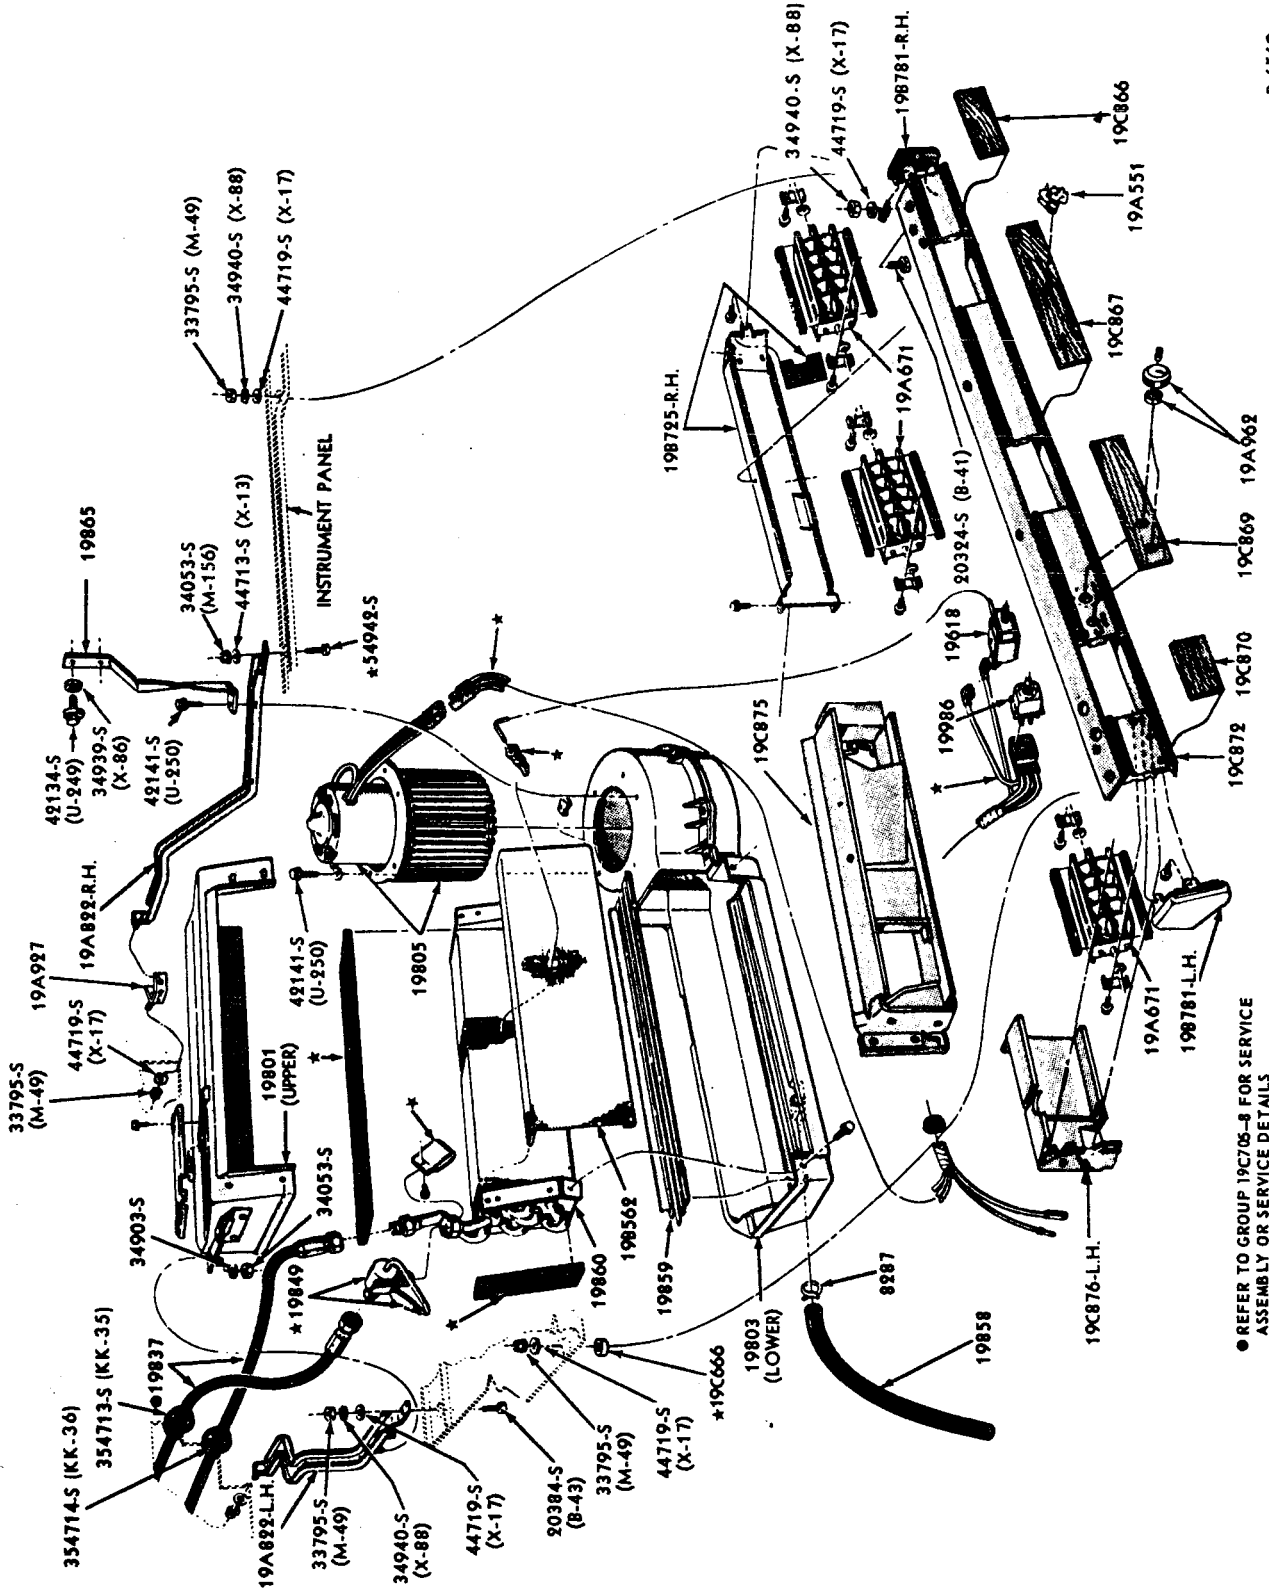 354714-S (KK-36)
354713-S (KK-35)
●19837
34903-S
33795-S
(M-49)
44719-S
(X-17)
19A927
19A822-R.H.
42134-S
(U-249)
34939-S
(X-86)
42141-S
(U-250)
19865
34053-S
(M-156)
44713-S (X-13)
33795-S (M-49)
34940-S (X-88)
44719-S (X-17)
INSTRUMENT PANEL
★54942-S
19801
(UPPER)
34053-S
★
42141-S
(U-250)
19805
★
★
★
★19849
★
19A822-L.H.
33795-S
(M-49)
34940-S
(X-88)
44719-S
(X-17)
20384-S
(B-43)
33795-S
(M-49)
44719-S
(X-17)
★19C666
19860
19B562
19859
19803
(LOWER)
8287
19858
19B725-R.H.
34940-S (X-88)
44719-S (X-17)
19B781-R.H.
19A671
20324-S (B-41)
19C875
19618
19986
★
19C866
19A551
19C867
19A962
19C869
19C870
19C872
19A671
19B781-L.H.
19C876-L.H.
●REFER TO GROUP 19C705-8 FOR SERVICE
ASSEMBLY OR SERVICE DETAILS